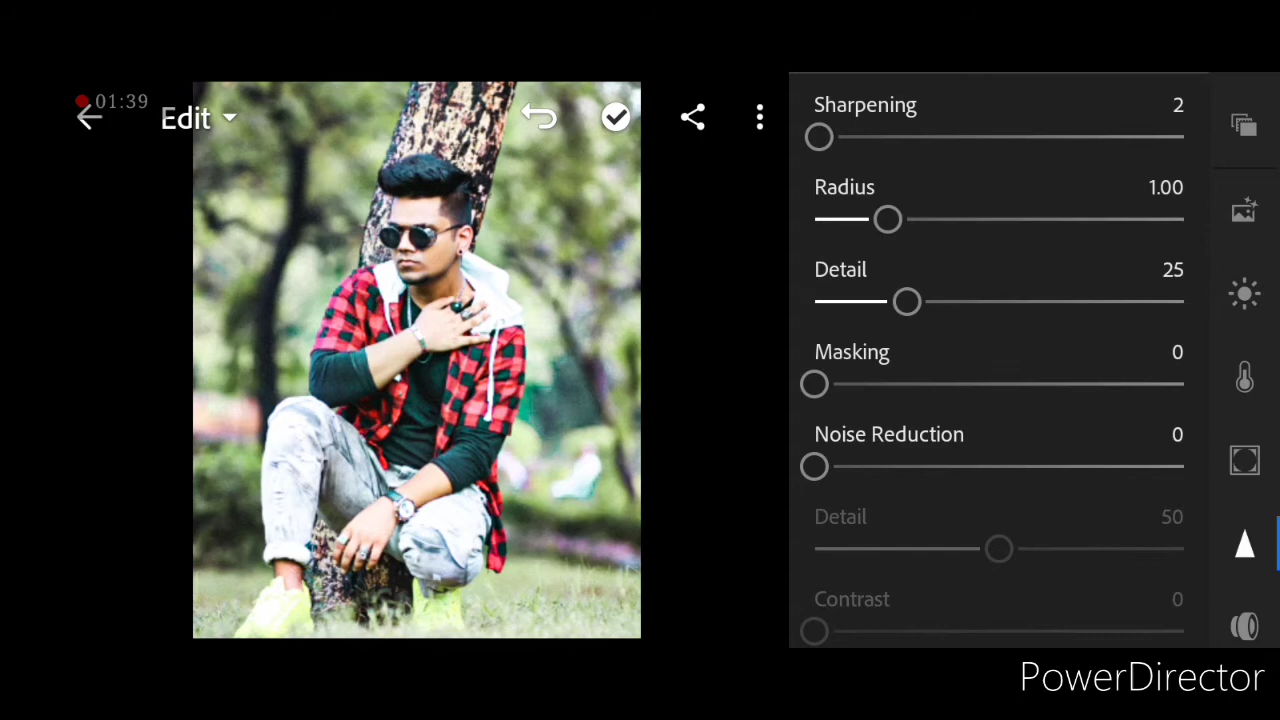 01:39
Edit
Sharpening 2
Radius 1.00
Detail 25
Masking 0
Noise Reduction 0
Detail 50
Contrast 0
PowerDirector